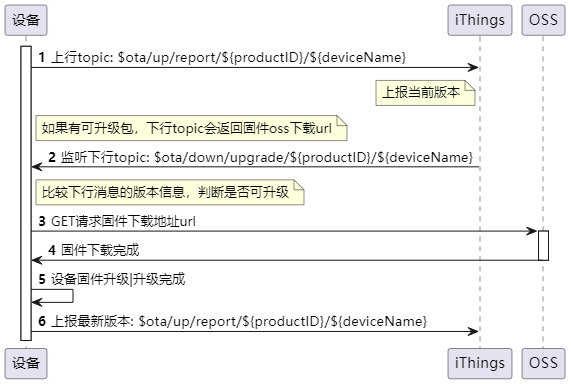 设备
iThings
OSS
1 上行topic: $ota/up/report/${productID}/${deviceName}
上报当前版本
如果有可升级包，下行topic会返回固件oss下载url
2 监听下行topic: $ota/down/upgrade/${productID}/${deviceName}
比较下行消息的版本信息，判断是否可升级
3 GET请求固件下载地址url
4 固件下载完成
5 设备固件升级|升级完成
6 上报最新版本: $ota/up/report/${productID}/${deviceName}
设备
iThings
OSS